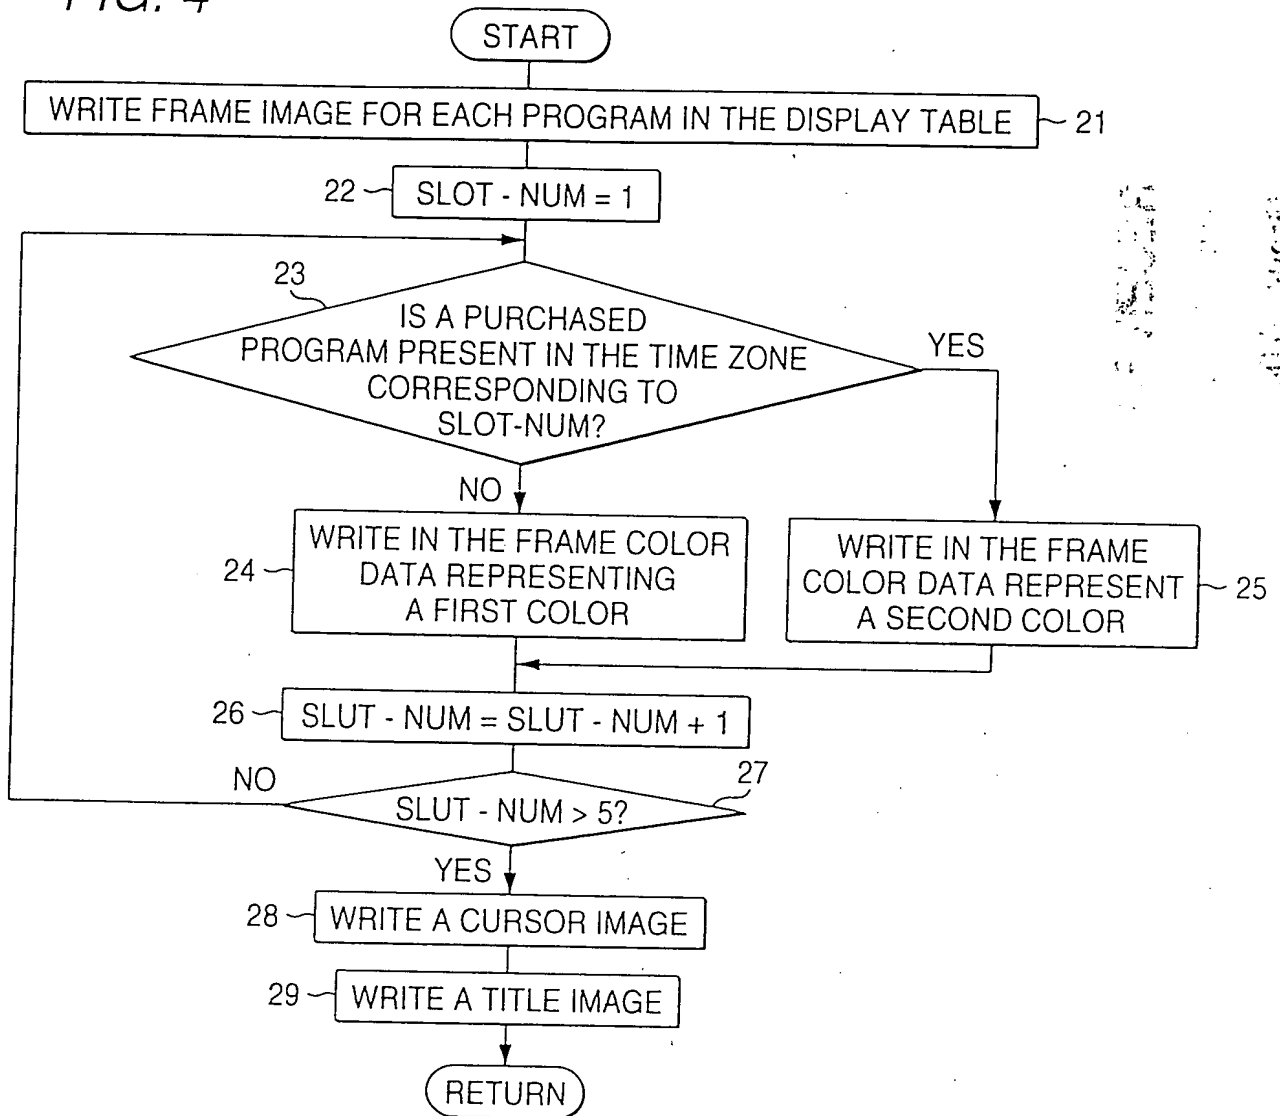 FIG. 4
START
WRITE FRAME IMAGE FOR EACH PROGRAM IN THE DISPLAY TABLE
21
22
SLOT - NUM = 1
23
IS A PURCHASED
PROGRAM PRESENT IN THE TIME ZONE
CORRESPONDING TO
SLOT-NUM?
YES
NO
24
WRITE IN THE FRAME COLOR
DATA REPRESENTING
A FIRST COLOR
WRITE IN THE FRAME
COLOR DATA REPRESENT
A SECOND COLOR
25
26
SLUT - NUM = SLUT - NUM + 1
NO
27
SLUT - NUM > 5?
YES
28
WRITE A CURSOR IMAGE
29
WRITE A TITLE IMAGE
RETURN